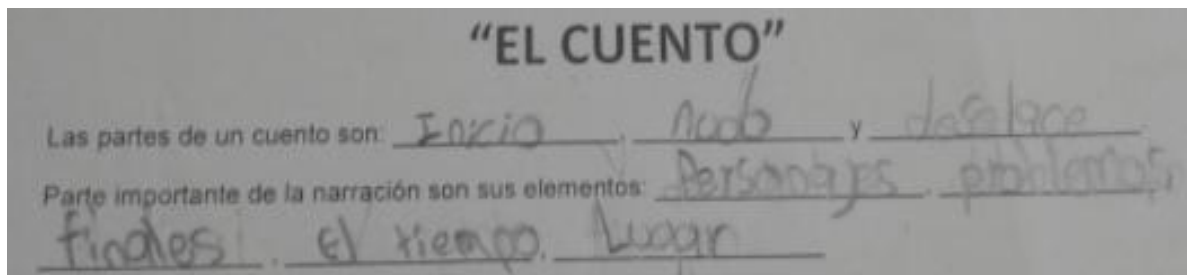 “EL CUENTO”
Las partes de un cuento son: Inicio, nudo y deselace.
Parte importante de la narración son sus elementos: Personajes, problemas,
finales, El tiempo, Lugar